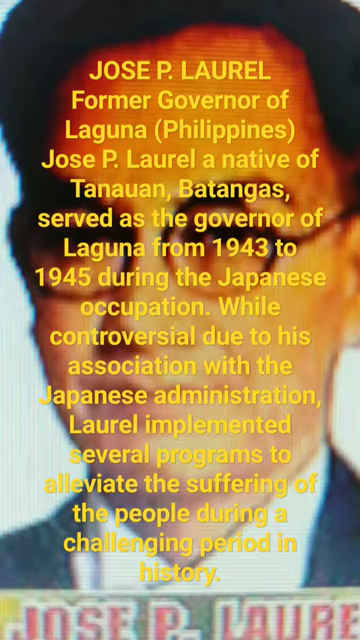 JOSE P. LAUREL
Former Governor of
Laguna (Philippines)
Jose P. Laurel a native of
Tanauan, Batangas,
served as the governor of
Laguna from 1943 to
1945 during the Japanese
occupation. While
controversial due to his
association with the
Japanese administration,
Laurel implemented
several programs to
alleviate the suffering of
the people during a
challenging period in
history.
JOSE P. LAURE